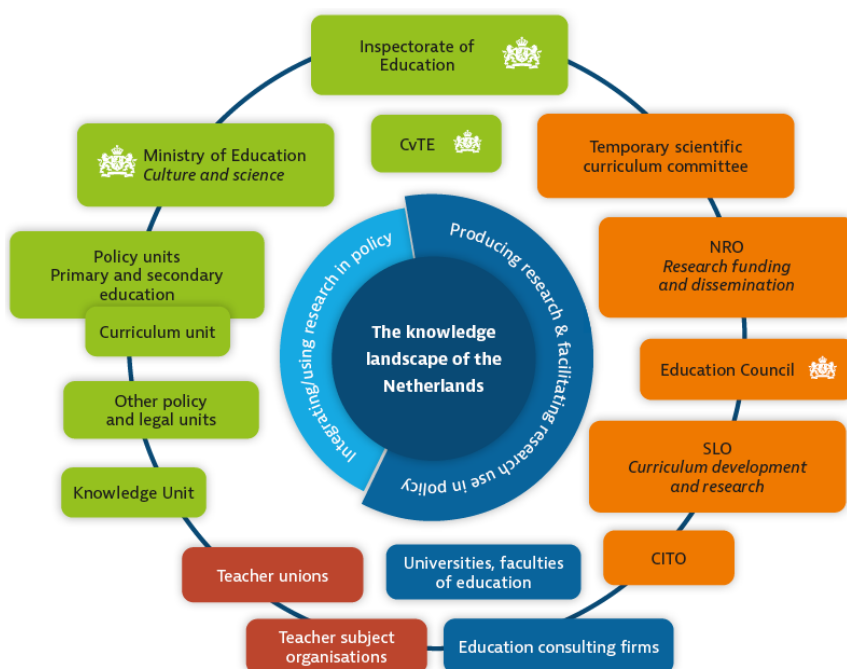 Inspectorate of
Education
CvTE
Ministry of Education
Culture and science
Temporary scientific
curriculum committee
Policy units
Primary and secondary
education
Curriculum unit
NRO
Research funding
and dissemination
Integrating/using research in policy
Producing research & facilitating research use in policy
The knowledge
landscape of the
Netherlands
Education Council
Other policy
and legal units
SLO
Curriculum development
and research
Knowledge Unit
CITO
Teacher unions
Universities, faculties
of education
Teacher subject
organisations
Education consulting firms